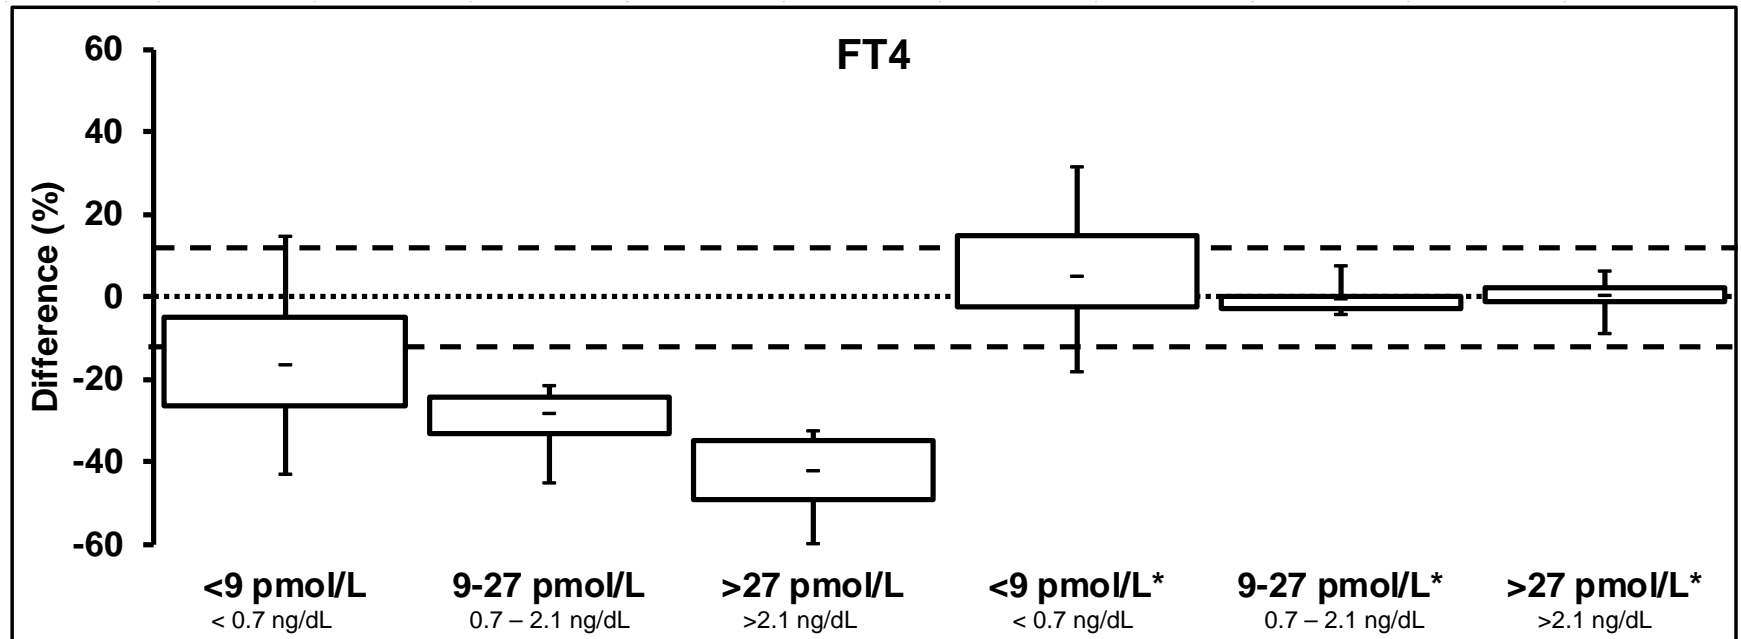 FT4
60
40
20
0
-20
-40
-60
Difference (%)
<9 pmol/L 9-27 pmol/L >27 pmol/L <9 pmol/L* 9-27 pmol/L* >27 pmol/L*
< 0.7 ng/dL 0.7 – 2.1 ng/dL >2.1 ng/dL < 0.7 ng/dL 0.7 – 2.1 ng/dL >2.1 ng/dL